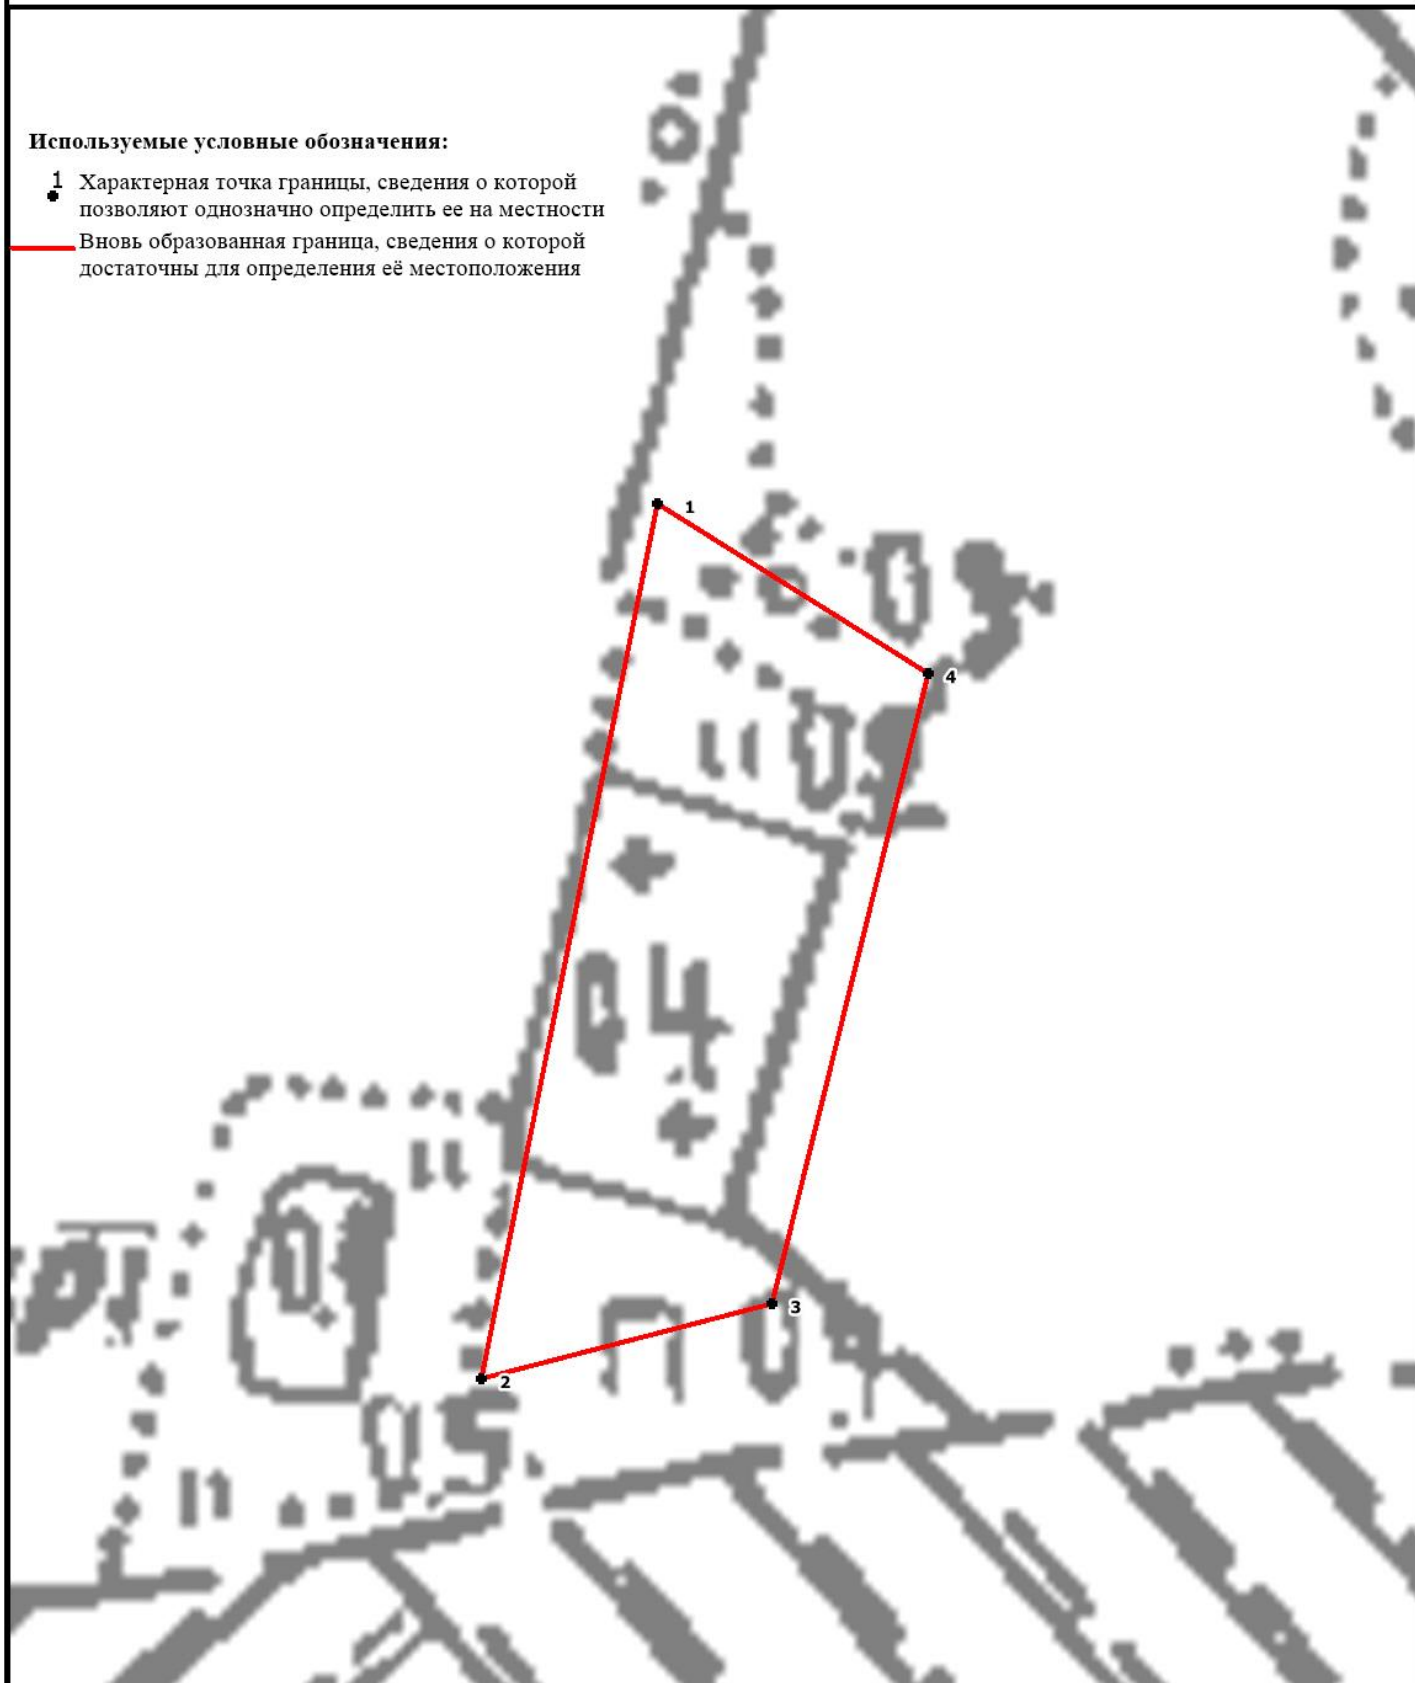 Используемые условные обозначения:
1
Характерная точка границы, сведения о которой
позволяют однозначно определить ее на местности
Вновь образованная граница, сведения о которой
достаточны для определения её местоположения
1
4
3
2